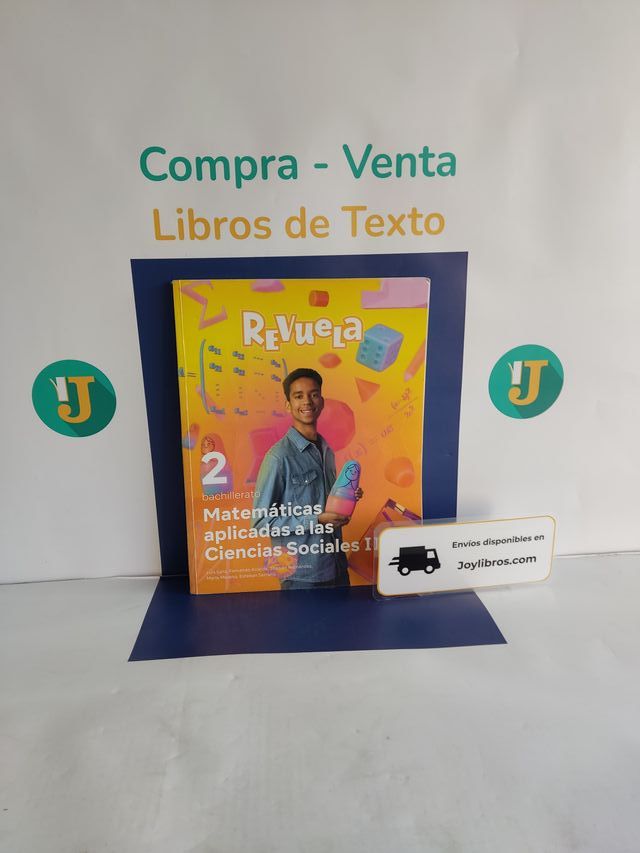 Compra - Venta
Libros de Texto
J
J
REVueLa
2
bachillerato
Matemáticas
aplicadas a las
Ciencias Sociales II
Envíos disponibles en
Joylibros.com